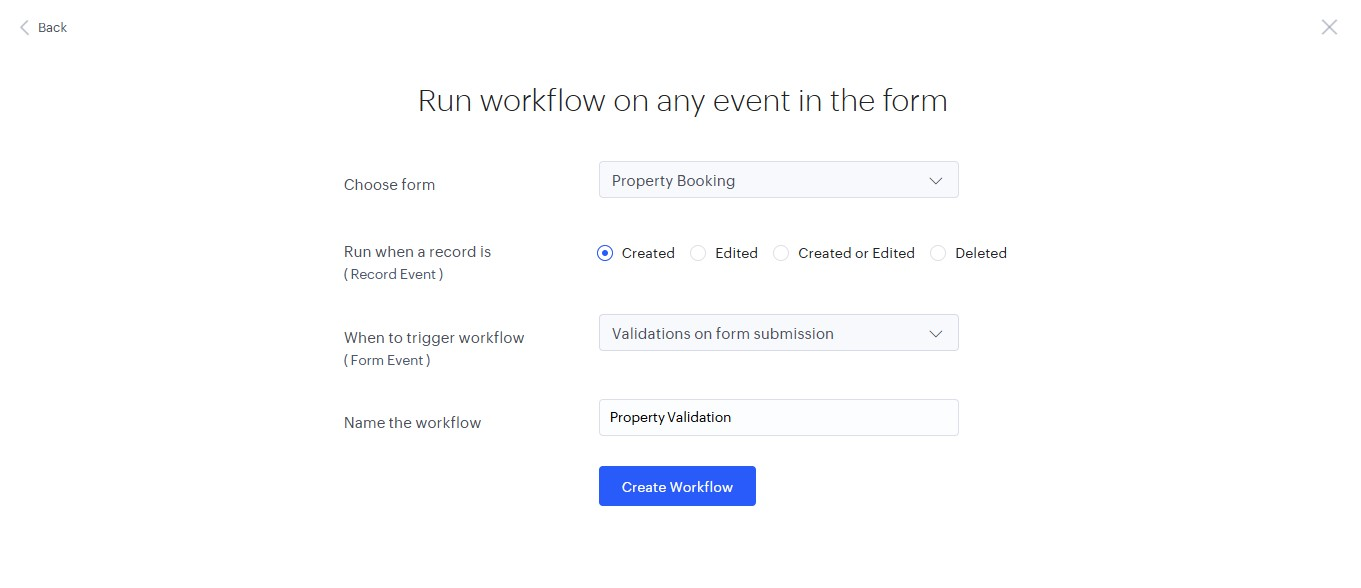 Back
Run workflow on any event in the form
Choose form
Property Booking
Run when a record is
( Record Event )
Created Edited Created or Edited Deleted
When to trigger workflow
( Form Event )
Validations on form submission
Name the workflow
Property Validation
Create Workflow